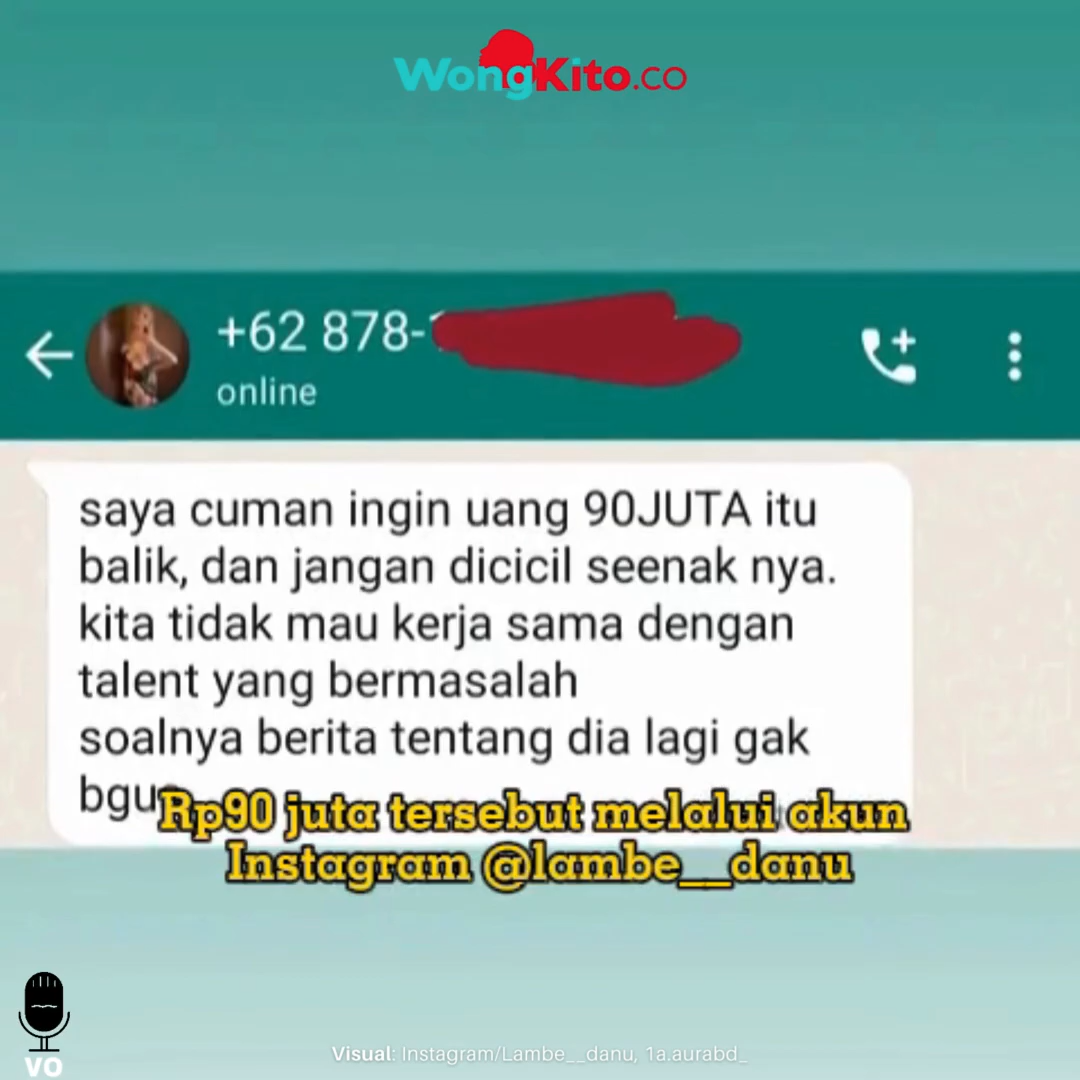 WongKito.co
+62 878-
online
saya cuman ingin uang 90JUTA itu
balik, dan jangan dicicil seenak nya.
kita tidak mau kerja sama dengan
talent yang bermasalah
soalnya berita tentang dia lagi gak
Rp90 juta tersebut melalui akun
Instagram @lambe__danu
VO
Visual: Instagram/Lambe__danu, 1a.aurabd_